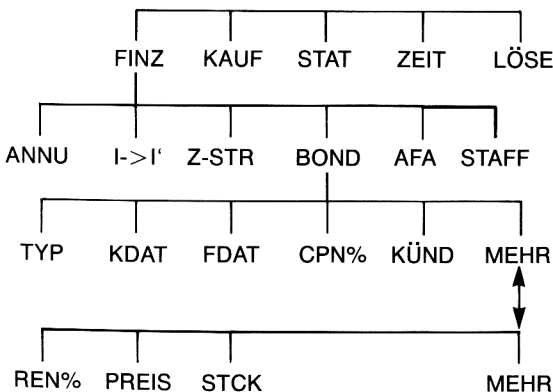 FINZ KAUF STAT ZEIT LÖSE
ANNU I->I' Z-STR BOND AFA STAFF
TYP KDAT FDAT CPN% KÜND MEHR
REN% PREIS STCK MEHR